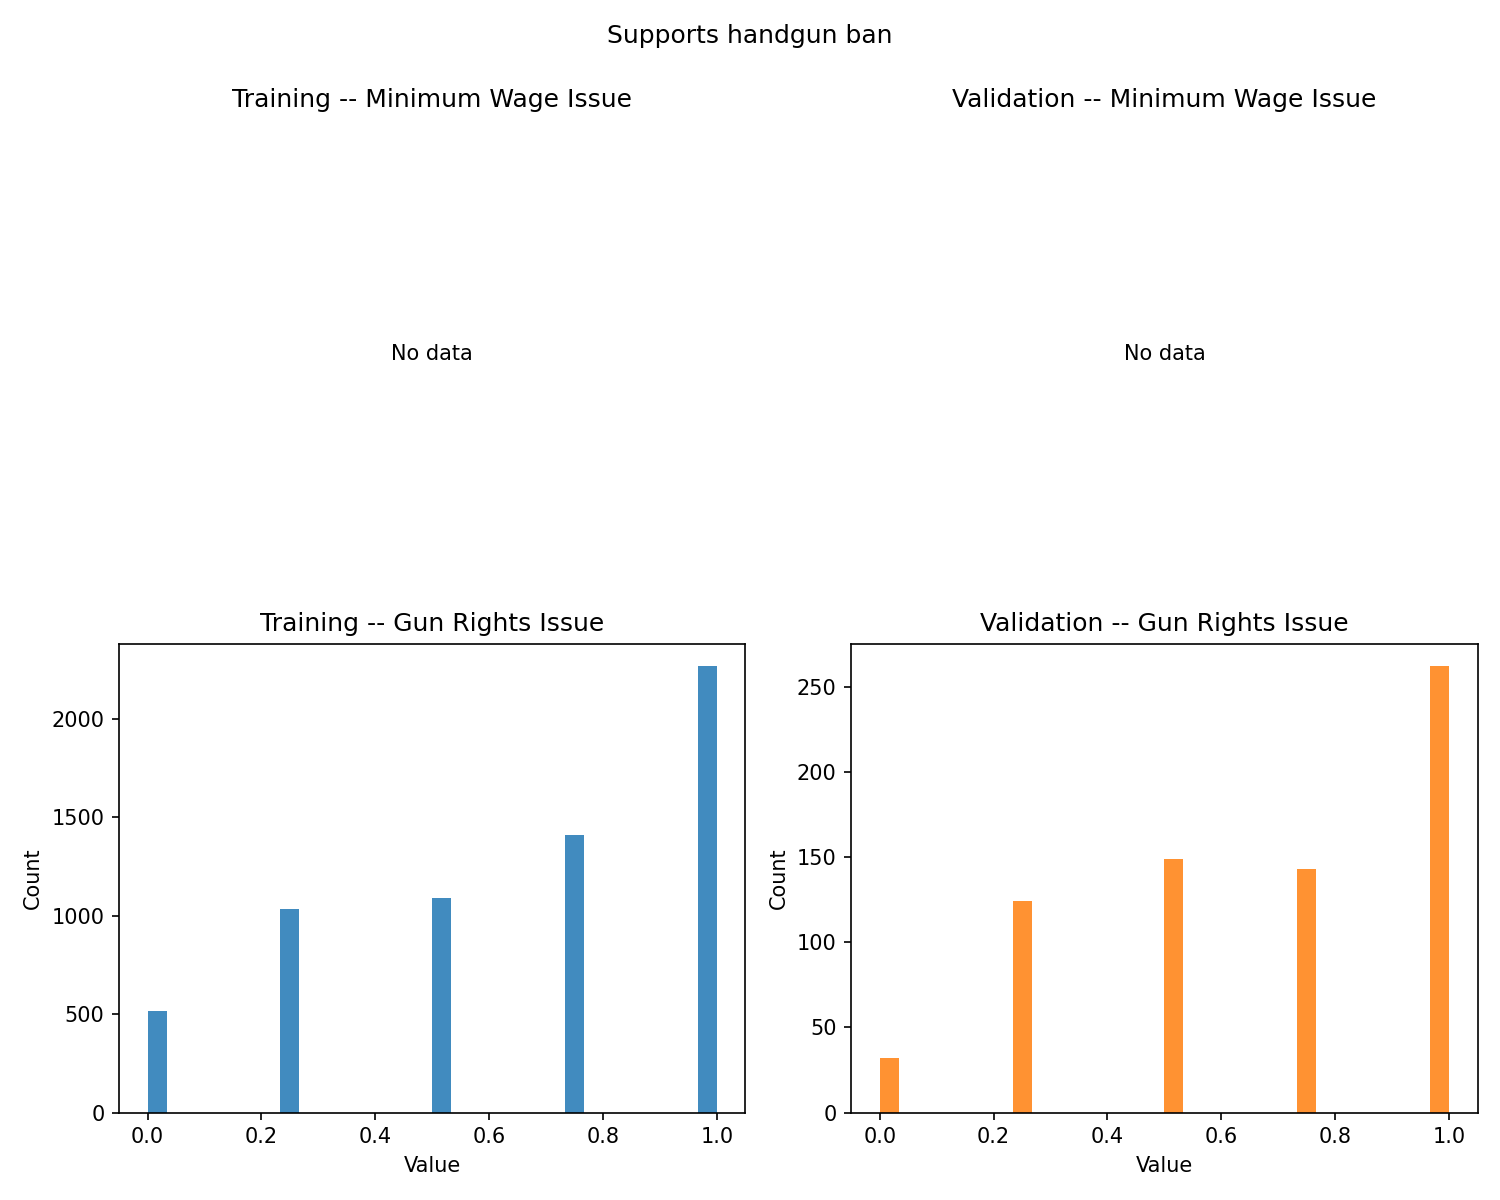 Supports handgun ban
Training -- Minimum Wage Issue
Validation -- Minimum Wage Issue
No data
No data
Training -- Gun Rights Issue
Count
2000
1500
1000
500
0
0.0 0.2 0.4 0.6 0.8 1.0
Value
Validation -- Gun Rights Issue
Count
250
200
150
100
50
0
0.0 0.2 0.4 0.6 0.8 1.0
Value